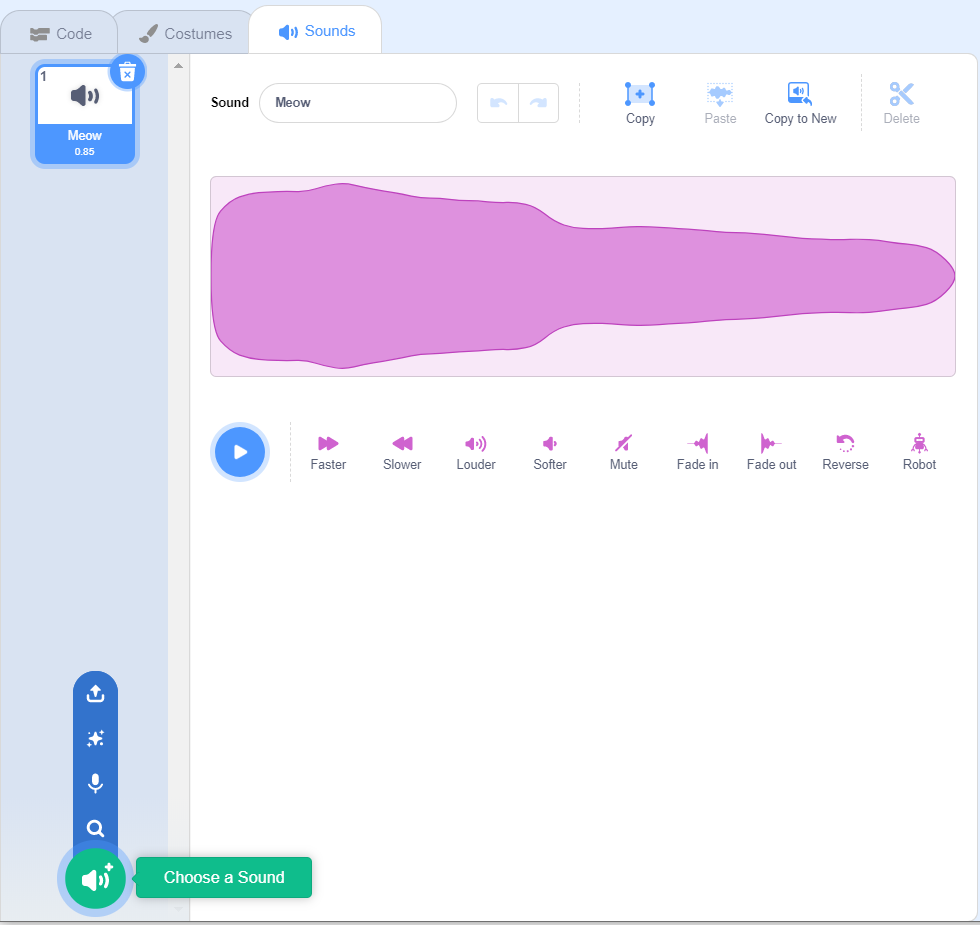 Code
Costumes
Sounds
1
Meow
0.85
Sound
Meow
Copy
Paste
Copy to New
Delete
Faster
Slower
Louder
Softer
Mute
Fade in
Fade out
Reverse
Robot
Choose a Sound